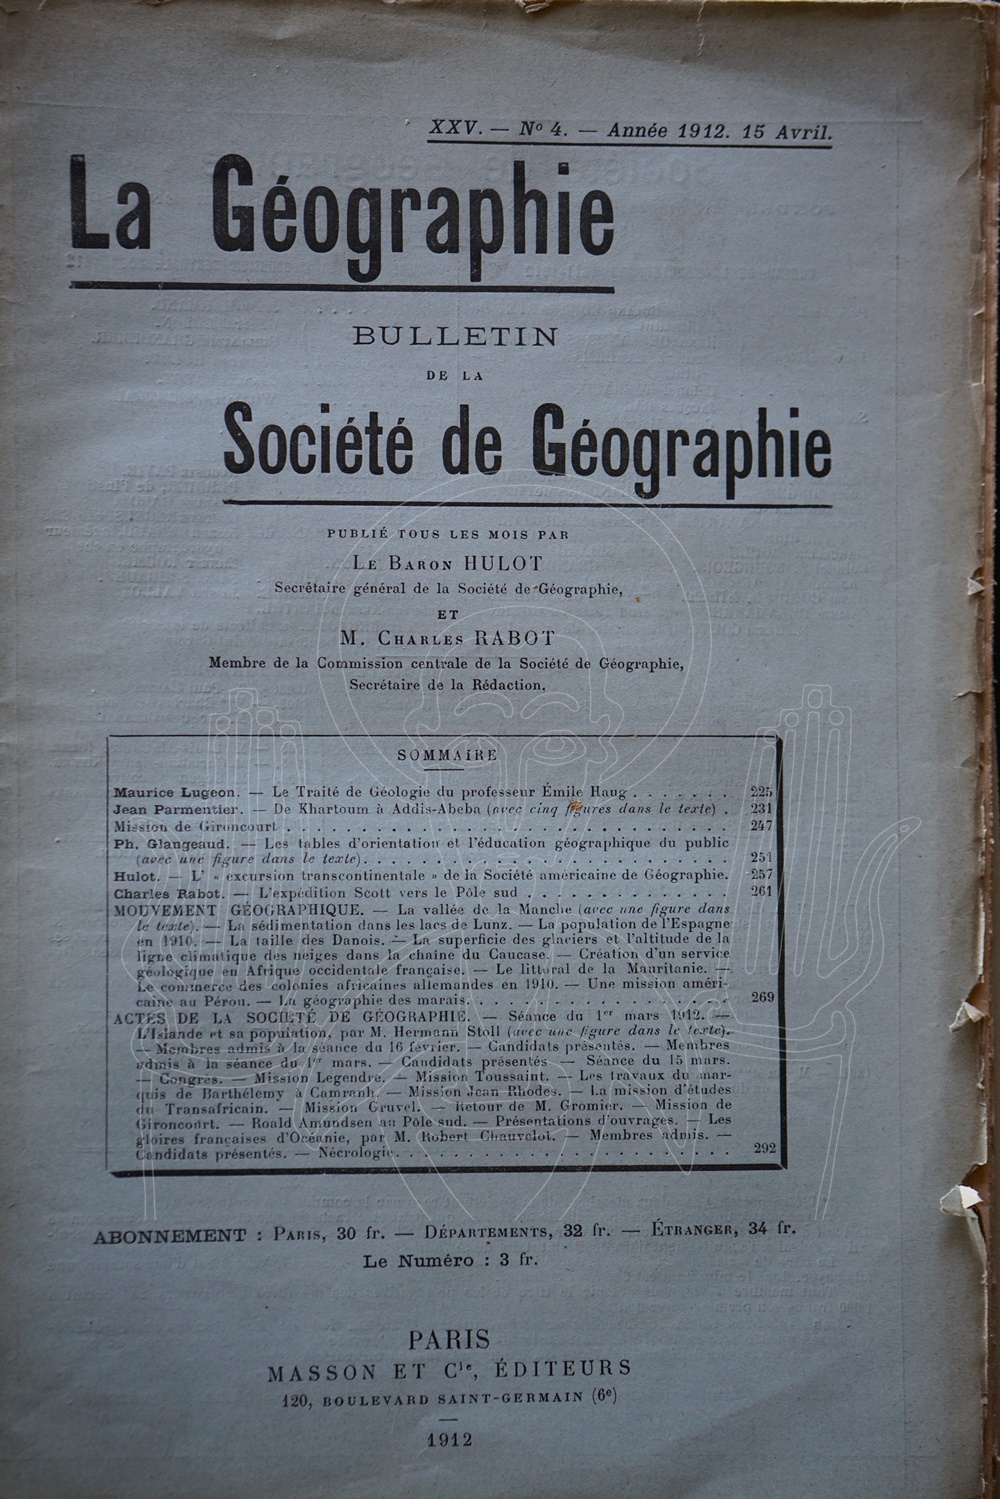 XXV. — Nº 4. — Année 1912. 15 Avril.
La Géographie
BULLETIN
DE LA
Société de Géographie
PUBLIÉ TOUS LES MOIS PAR
LE BARON HULOT
Secrétaire général de la Société de Géographie,
ET
M. CHARLES RABOT
Membre de la Commission centrale de la Société de Géographie,
Secrétaire de la Rédaction.
SOMMAIRE
Maurice Lugeon. — Le Traité de Géologie du professeur Émile Haug . . . . . . . 225
Jean Parmentier. — De Khartoum à Addis-Abeba (avec cinq figures dans le texte) . 231
Mission de Gironcourt . . . . . . . . . . . . . . . . . . . . . . . . . . . . . 247
Ph. Glangeaud. — Les tables d'orientation et l'éducation géographique du public
(avec une figure dans le texte). . . . . . . . . . . . . . . . . . . . . . . . 251
Hulot. — L' « excursion transcontinentale » de la Société américaine de Géographie. 257
Charles Rabot. — L'expédition Scott vers le Pôle sud . . . . . . . . . . . . . 261
MOUVEMENT GÉOGRAPHIQUE. — La vallée de la Manche (avec une figure dans
le texte). — La sédimentation dans les lacs de Lunz. — La population de l'Espagne
en 1910. — La taille des Danois. — La superficie des glaciers et l'altitude de la
ligne climatique des neiges dans la chaîne du Caucase. — Création d'un service
géologique en Afrique occidentale française. — Le littoral de la Mauritanie. —
Le commerce des colonies africaines allemandes en 1910. — Une mission améri-
caine au Pérou. — La géographie des marais. . . . . . . . . . . . . . . . . . 269
ACTES DE LA SOCIÉTÉ DE GÉOGRAPHIE. — Séance du 1er mars 1912. —
L'Islande et sa population, par M. Hermann Stoll (avec une figure dans le texte).
— Membres admis à la séance du 16 février. — Candidats présentés. — Membres
admis à la séance du 1er mars. — Candidats présentés — Séance du 15 mars.
— Congrès. — Mission Legendre. — Mission Toussaint. — Les travaux du mar-
quis de Barthélemy à Camranh. — Mission Jean Rhodes. — La mission d'études
du Transafricain. — Mission Gruvel. — Retour de M. Gromier. — Mission de
Gironcourt. — Roald Amundsen au Pôle sud. — Présentations d'ouvrages. — Les
gloires françaises d'Océanie, par M. Robert Chauvelot. — Membres admis. —
Candidats présentés. — Nécrologie. . . . . . . . . . . . . . . . . . . . . . . 292
ABONNEMENT : PARIS, 30 fr. — DÉPARTEMENTS, 32 fr. — ÉTRANGER, 34 fr.
Le Numéro : 3 fr.
PARIS
MASSON ET Cie, ÉDITEURS
120, BOULEVARD SAINT-GERMAIN (6e)
1912